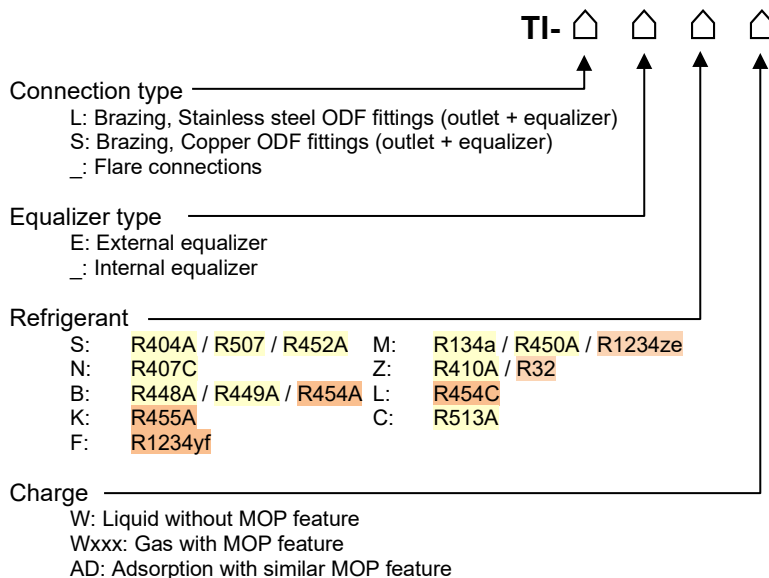 TI-
Connection type
L: Brazing, Stainless steel ODF fittings (outlet + equalizer)
S: Brazing, Copper ODF fittings (outlet + equalizer)
_: Flare connections
Equalizer type
E: External equalizer
_: Internal equalizer
Refrigerant
S: R404A / R507 / R452A M: R134a / R450A / R1234ze
N: R407C Z: R410A / R32
B: R448A / R449A / R454A L: R454C
K: R455A C: R513A
F: R1234yf
Charge
W: Liquid without MOP feature
Wxxx: Gas with MOP feature
AD: Adsorption with similar MOP feature